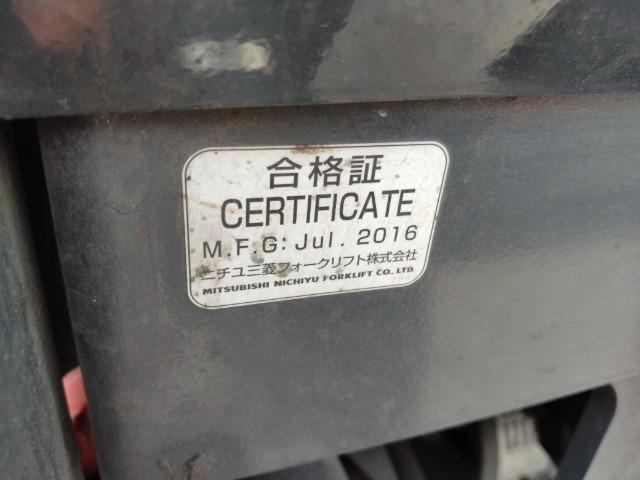 合格証
CERTIFICATE
M.F.G: Jul. 2016
ニチユ三菱フォークリフト株式会社
MITSUBISHI NICHIYU FORKLIFT CO., LTD.